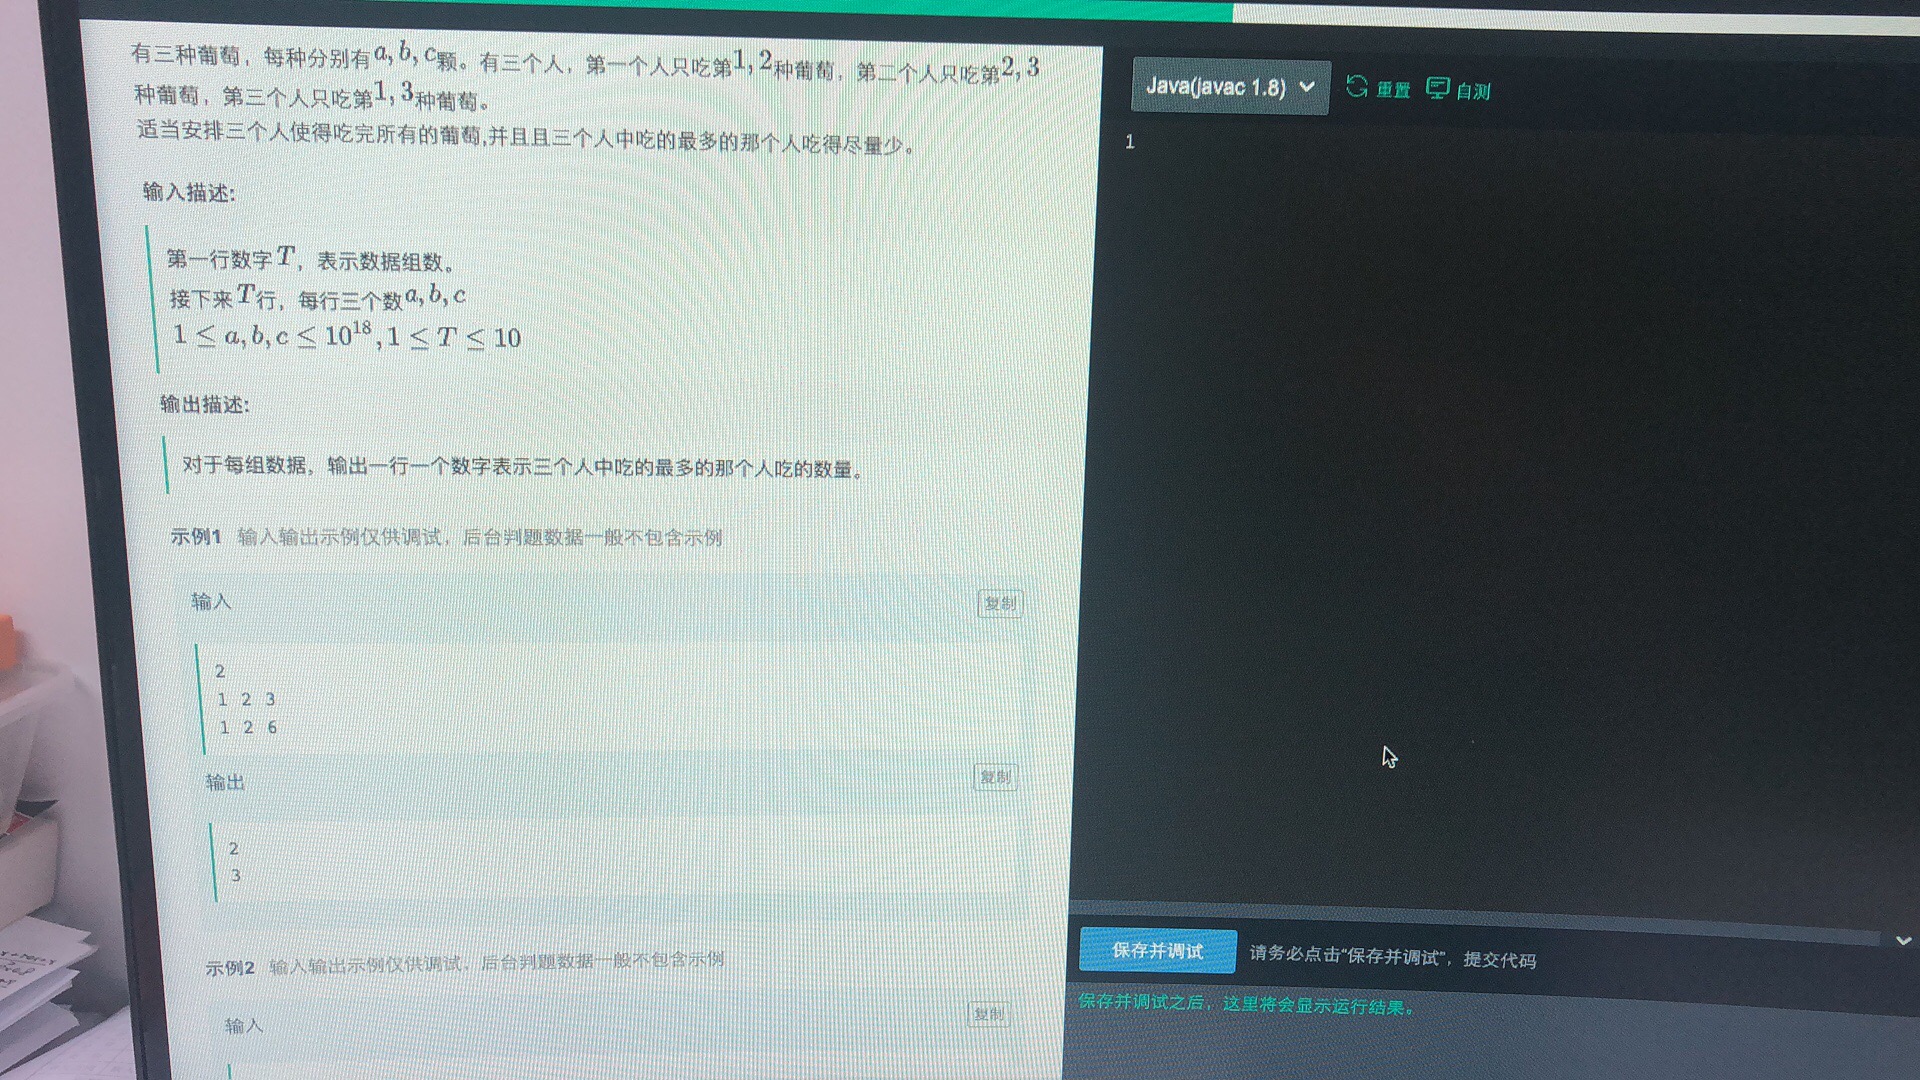 有三种葡萄，每种分别有a, b, c颗。有三个人，第一个人只吃第1, 2种葡萄，第二个人只吃第2, 3
种葡萄，第三个人只吃第1, 3种葡萄。
适当安排三个人使得吃完所有的葡萄,并且且三个人中吃的最多的那个人吃得尽量少。
输入描述:
第一行数字T，表示数据组数。
接下来T行，每行三个数a, b, c
1 ≤ a, b, c ≤ 10^18, 1 ≤ T ≤ 10
输出描述:
对于每组数据，输出一行一个数字表示三个人中吃的最多的那个人吃的数量。
示例1 输入输出示例仅供调试，后台判题数据一般不包含示例
输入 复制
2
1 2 3
1 2 6
输出 复制
2
3
示例2 输入输出示例仅供调试，后台判题数据一般不包含示例
输入 复制
Java(javac 1.8) 重置 自测
1
保存并调试 请务必点击“保存并调试”，提交代码
保存并调试之后，这里将会显示运行结果。